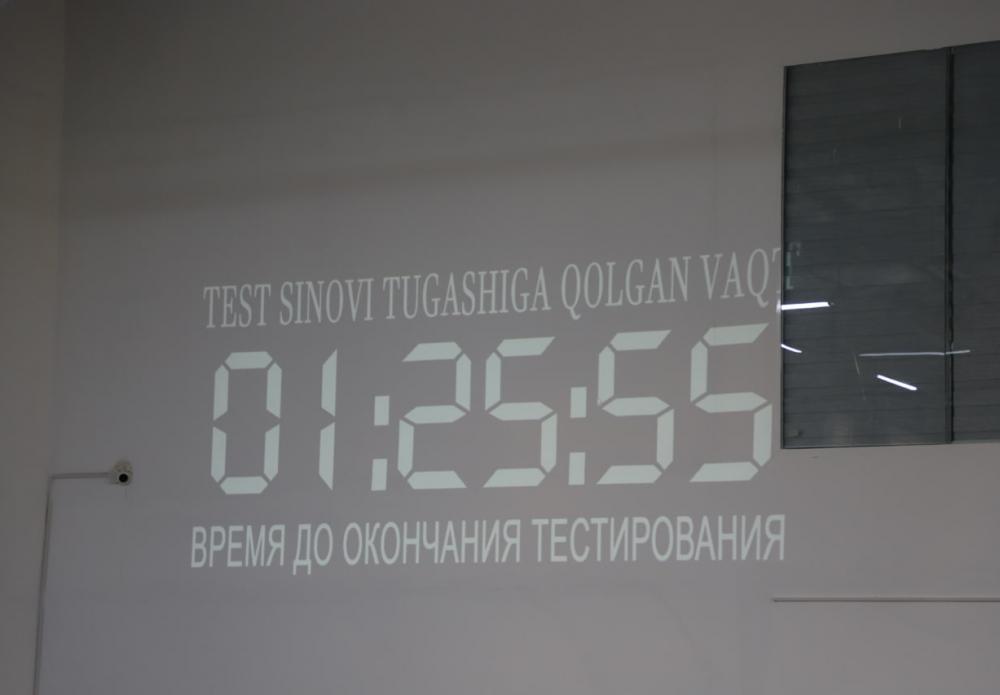 TEST SINOVI TUGASHIGA QOLGAN VAQT
01:25:55
ВРЕМЯ ДО ОКОНЧАНИЯ ТЕСТИРОВАНИЯ